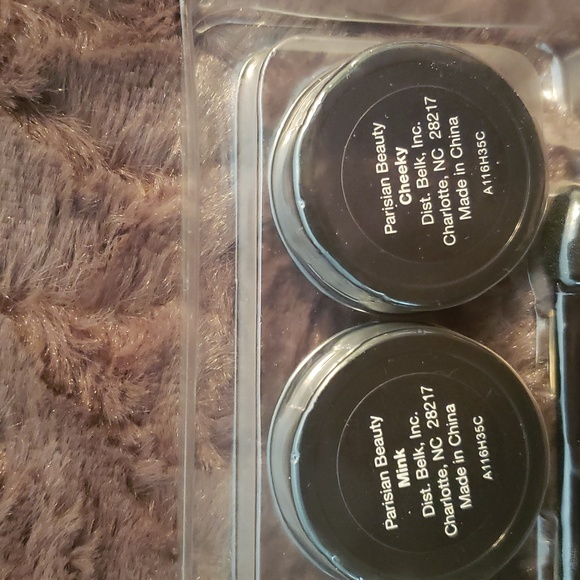 Parisian Beauty
Cheeky
Dist. Belk, Inc.
Charlotte, NC 28217
Made in China
A116H35C
Parisian Beauty
Mink
Dist. Belk, Inc.
Charlotte, NC 28217
Made in China
A116H35C